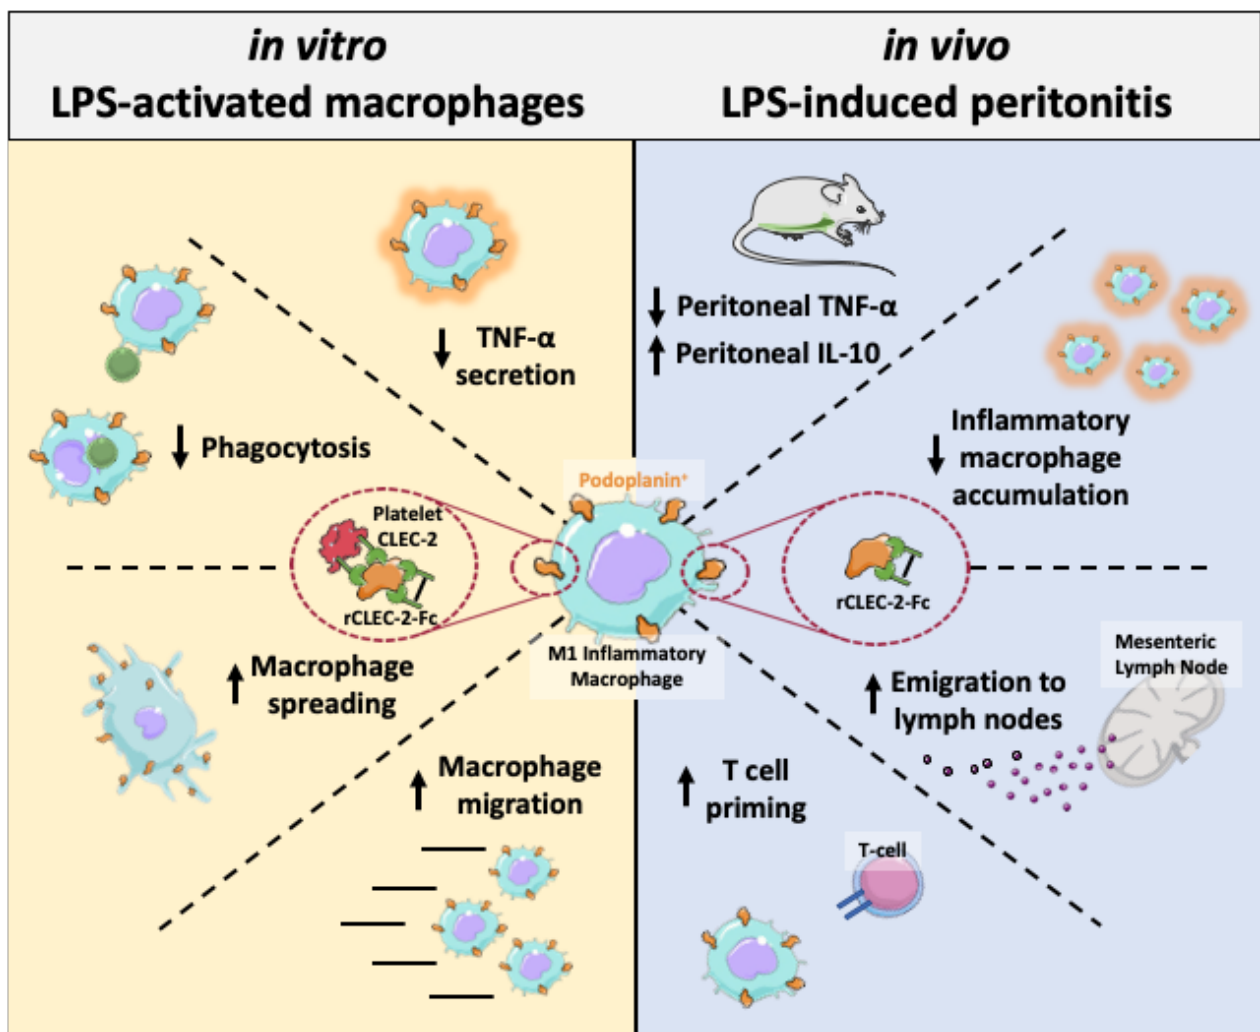 in vitro
LPS-activated macrophages
in vivo
LPS-induced peritonitis
TNF-α
secretion
Phagocytosis
Platelet
CLEC-2
rCLEC-2-Fc
Macrophage
spreading
Macrophage
migration
Podoplanin⁺
M1 Inflammatory
Macrophage
Peritoneal TNF-α
Peritoneal IL-10
Inflammatory
macrophage
accumulation
rCLEC-2-Fc
Mesenteric
Lymph Node
Emigration to
lymph nodes
T cell
priming
T-cell